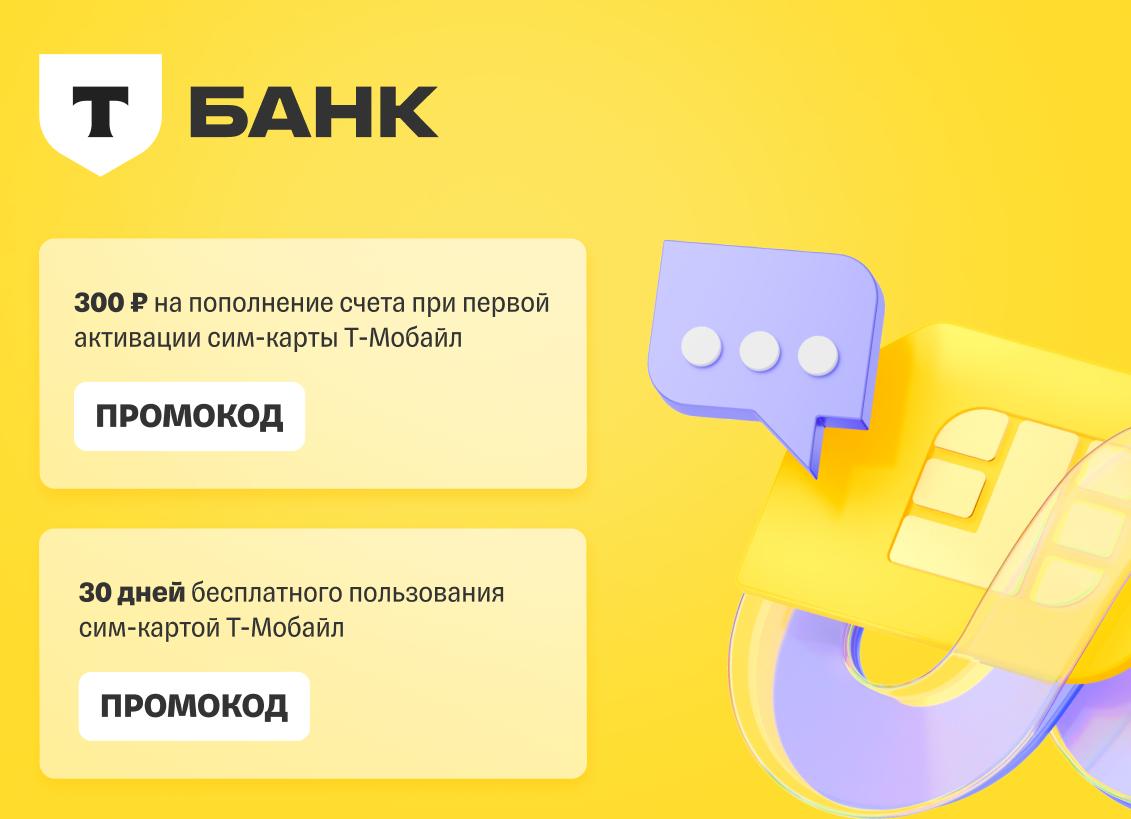 Т БАНК
300 ₽ на пополнение счета при первой
активации сим-карты Т-Мобайл
ПРОМОКОД
30 дней бесплатного пользования
сим-картой Т-Мобайл
ПРОМОКОД